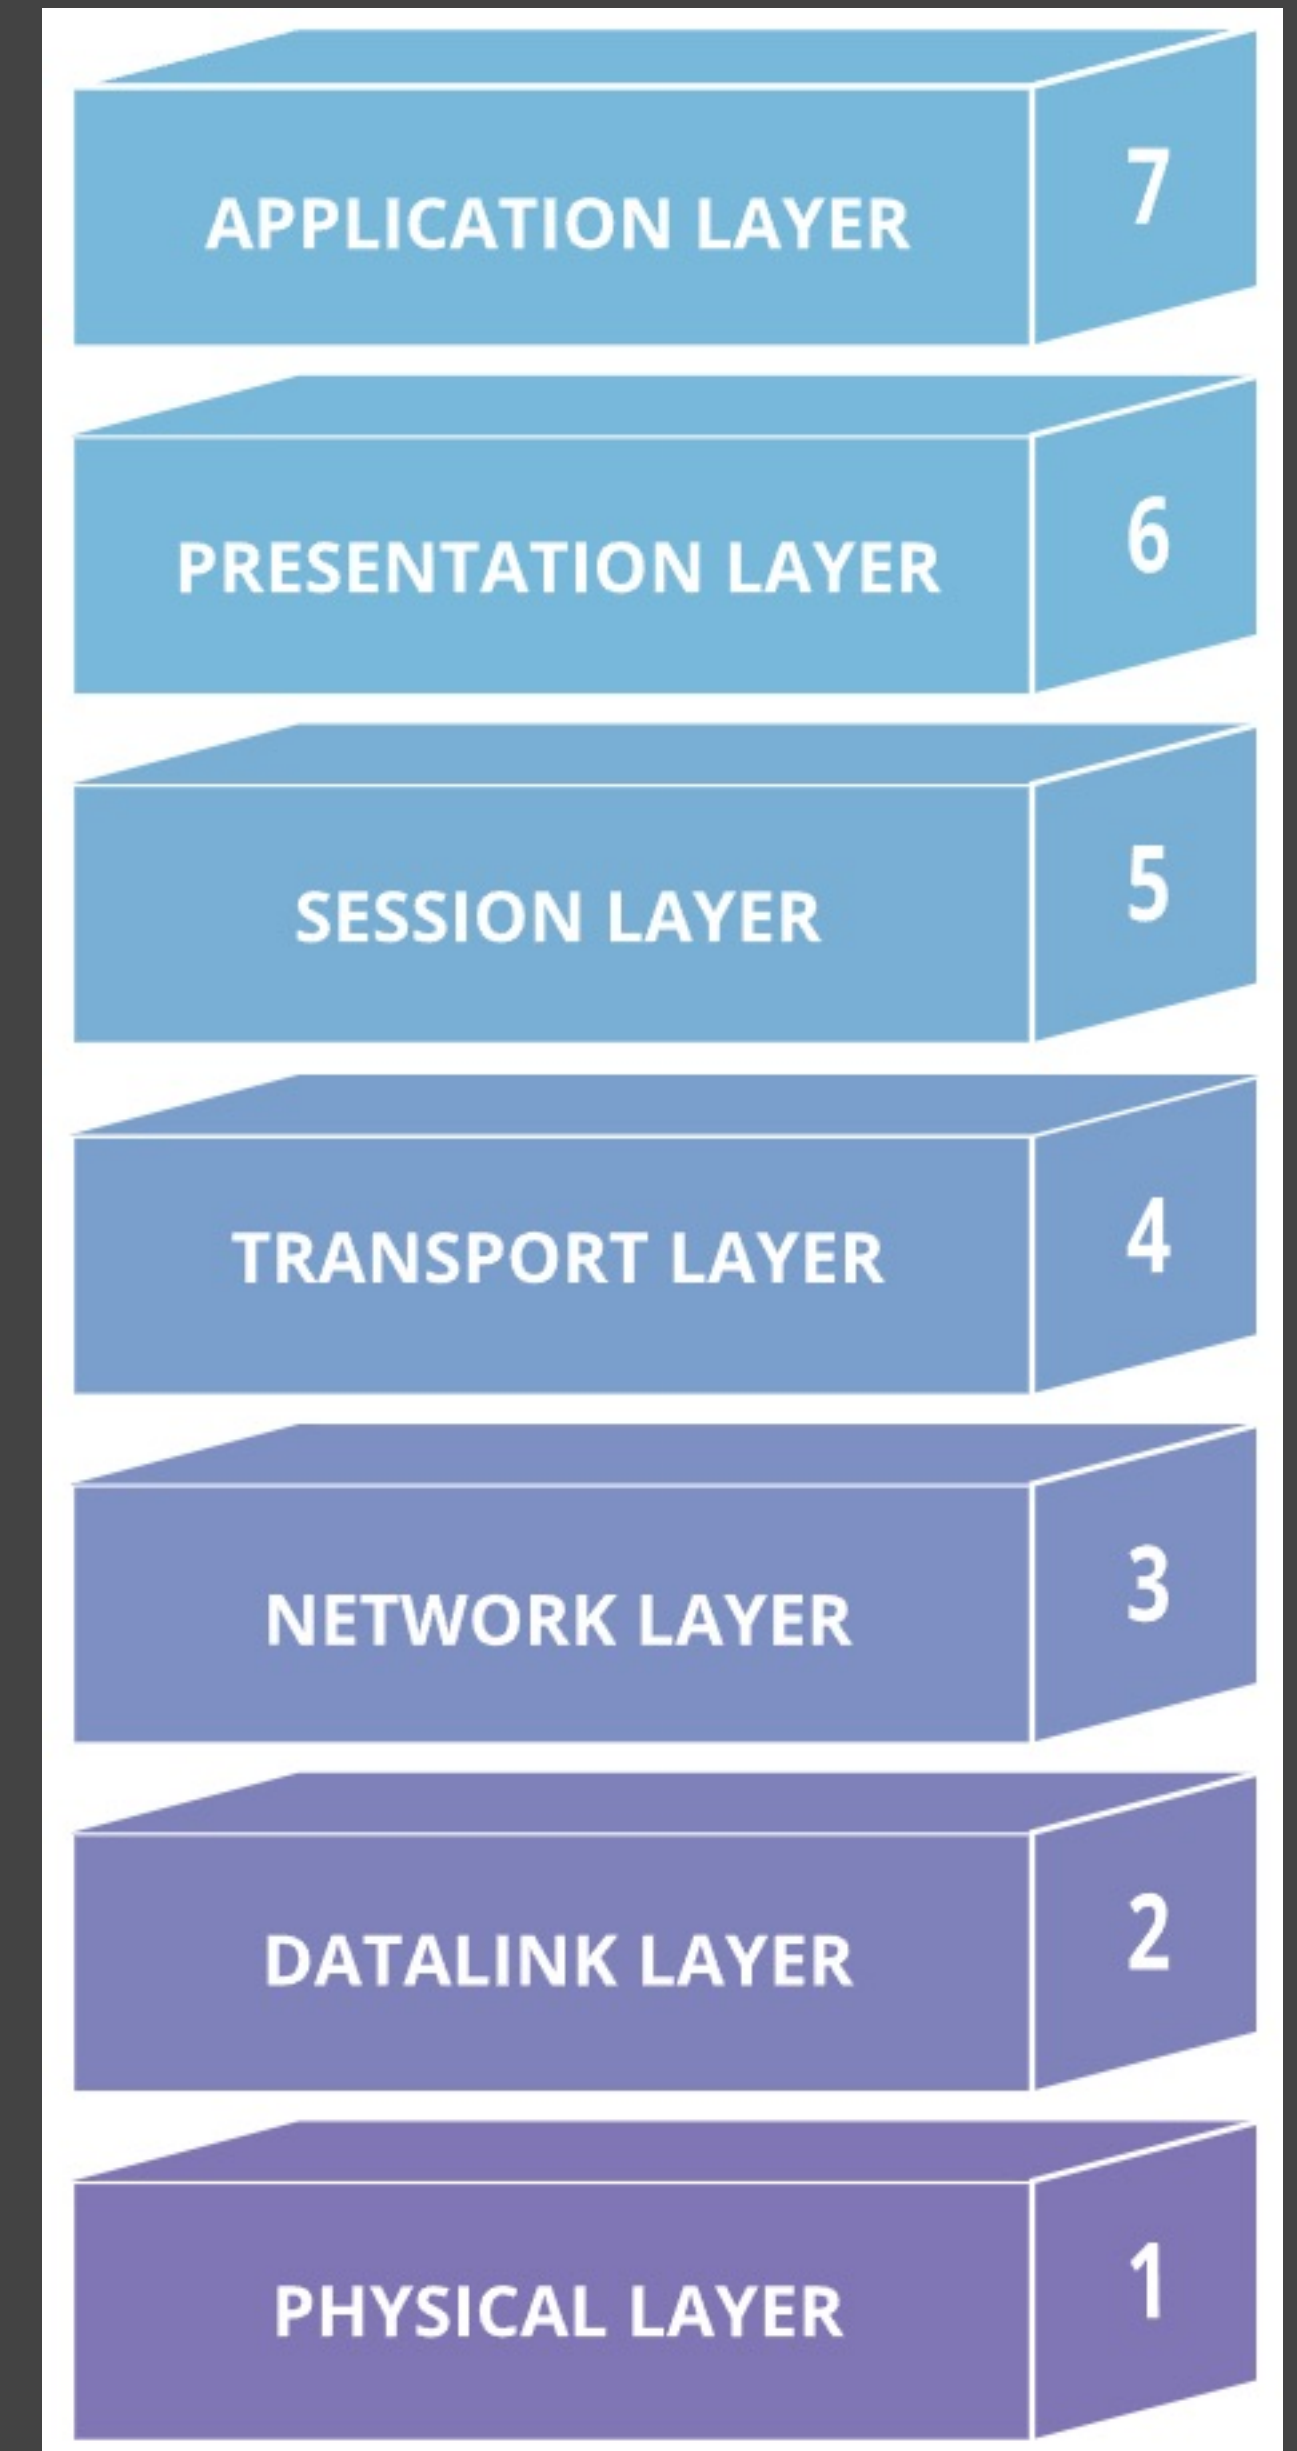 APPLICATION LAYER 7
PRESENTATION LAYER 6
SESSION LAYER 5
TRANSPORT LAYER 4
NETWORK LAYER 3
DATALINK LAYER 2
PHYSICAL LAYER 1